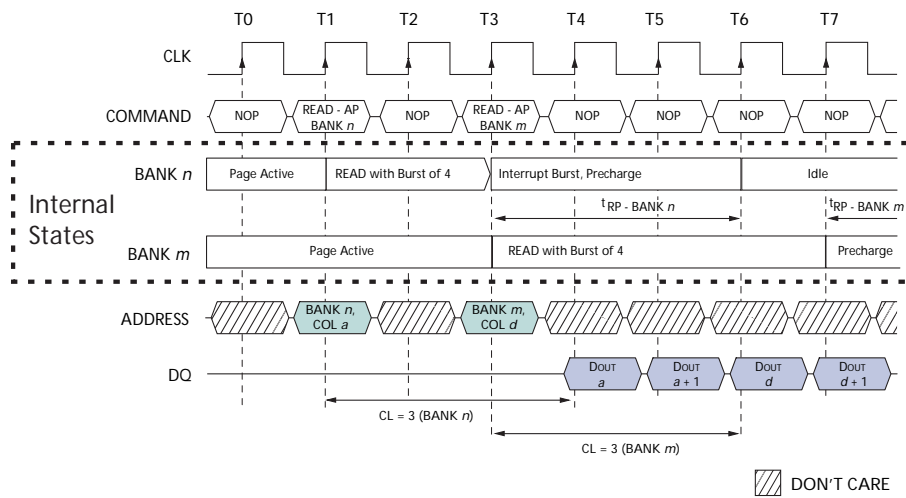 T0 T1 T2 T3 T4 T5 T6 T7
CLK
COMMAND NOP READ - AP NOP READ - AP NOP NOP NOP NOP
BANK n BANK m
BANK n Page Active READ with Burst of 4 Interrupt Burst, Precharge Idle
Internal
States
tRP - BANK n tRP - BANK m
BANK m Page Active READ with Burst of 4 Precharge
ADDRESS BANK n, BANK m,
COL a COL d
DQ DOUT DOUT DOUT DOUT
a a + 1 d d + 1
CL = 3 (BANK n)
CL = 3 (BANK m)
DON'T CARE